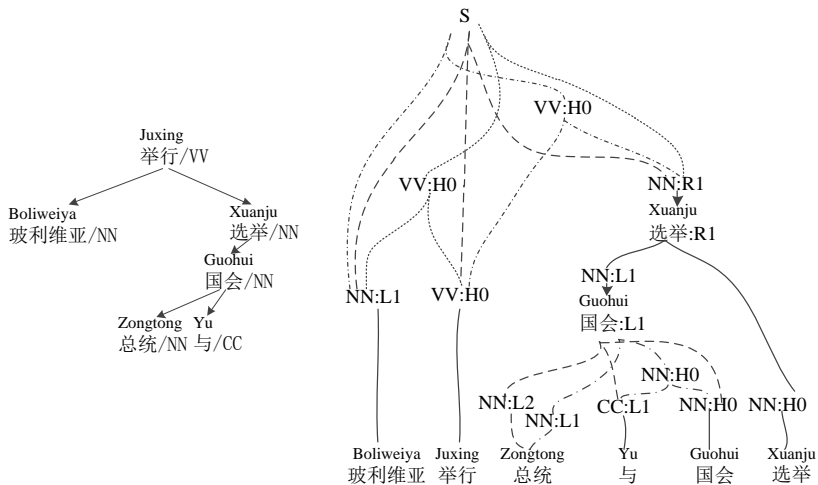 Juxing
举行/VV
Boliweiya
玻利维亚/NN
Xuanju
选举/NN
Guohui
国会/NN
Zongtong
总统/NN
Yu
与/CC
S
VV:H0
VV:H0
NN:R1
Xuanju
选举:R1
NN:L1
VV:H0
NN:L1
Guohui
国会:L1
NN:H0
NN:L2
NN:L1
CC:L1
NN:H0
NN:H0
Boliweiya
玻利维亚
Juxing
举行
Zongtong
总统
Yu
与
Guohui
国会
Xuanju
选举